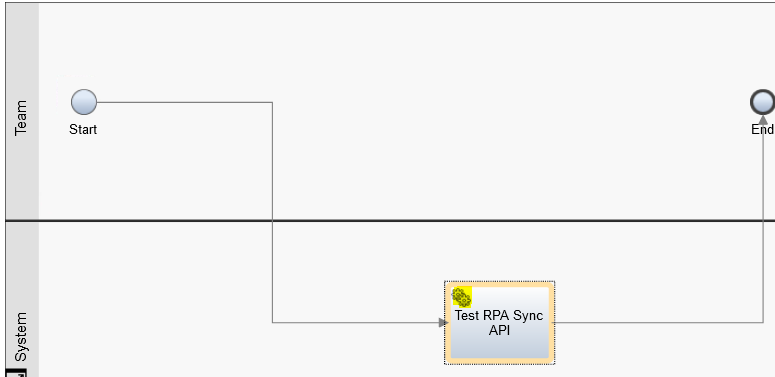 Team
Start
End
System
Test RPA Sync
API